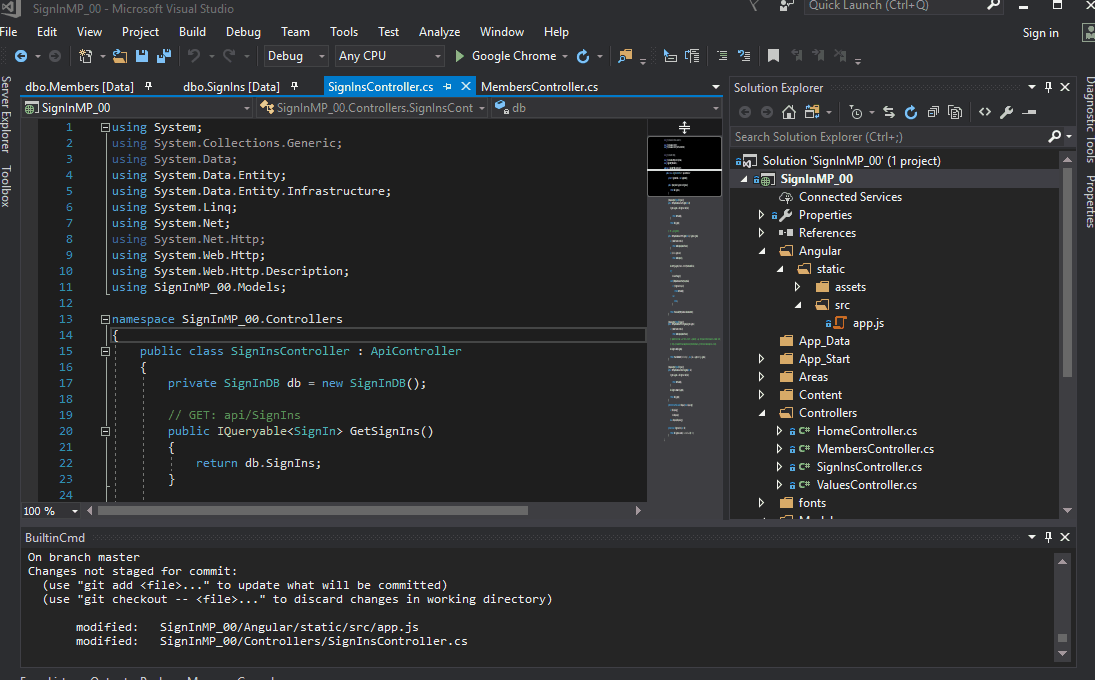 SignInMP_00 - Microsoft Visual Studio
Quick Launch (Ctrl+Q)
File Edit View Project Build Debug Team Tools Test Analyze Window Help
Sign in
Debug Any CPU Google Chrome
Server Explorer
Toolbox
dbo.Members [Data] dbo.SignIns [Data] SignInsController.cs MembersController.cs
SignInMP_00 SignInMP_00.Controllers.SignInsCont db
1 using System;
2 using System.Collections.Generic;
3 using System.Data;
4 using System.Data.Entity;
5 using System.Data.Entity.Infrastructure;
6 using System.Linq;
7 using System.Net;
8 using System.Net.Http;
9 using System.Web.Http;
10 using System.Web.Http.Description;
11 using SignInMP_00.Models;
12
13 namespace SignInMP_00.Controllers
14 {
15 public class SignInsController : ApiController
16 {
17 private SignInDB db = new SignInDB();
18
19 // GET: api/SignIns
20 public IQueryable<SignIn> GetSignIns()
21 {
22 return db.SignIns;
23 }
24
100 %
Solution Explorer
Search Solution Explorer (Ctrl+;)
Solution 'SignInMP_00' (1 project)
SignInMP_00
Connected Services
Properties
References
Angular
static
assets
src
app.js
App_Data
App_Start
Areas
Content
Controllers
C# HomeController.cs
C# MembersController.cs
C# SignInsController.cs
C# ValuesController.cs
fonts
Diagnostic Tools
Properties
BuiltinCmd
On branch master
Changes not staged for commit:
(use "git add <file>..." to update what will be committed)
(use "git checkout -- <file>..." to discard changes in working directory)
modified: SignInMP_00/Angular/static/src/app.js
modified: SignInMP_00/Controllers/SignInsController.cs